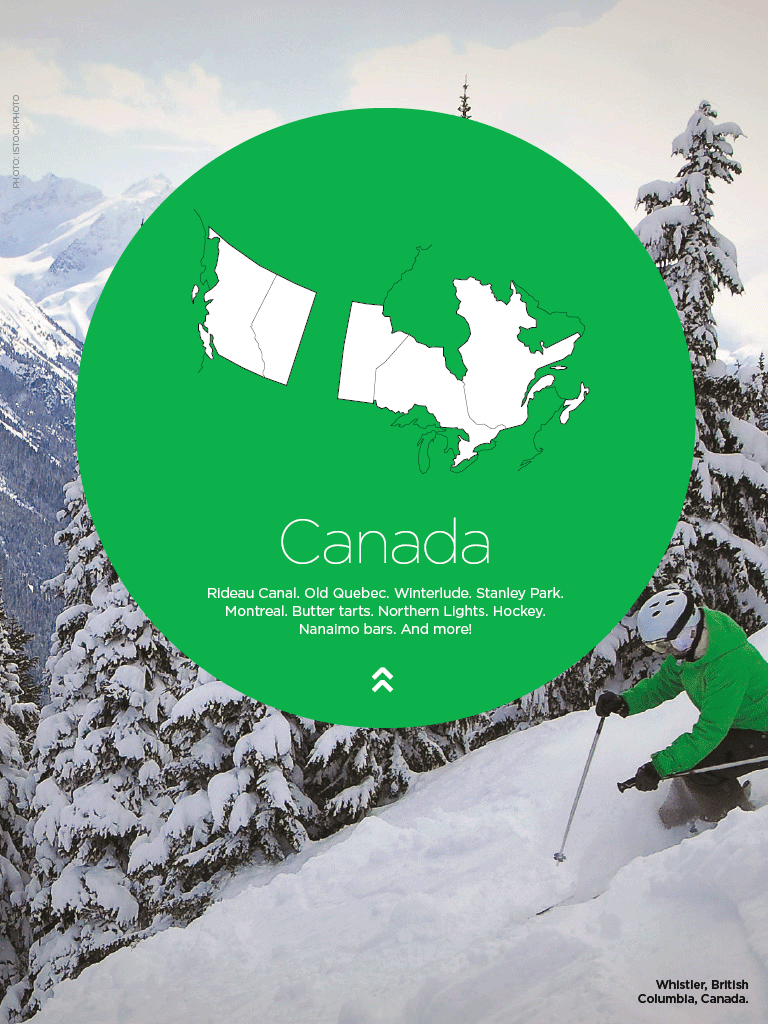 PHOTO: ISTOCKPHOTO
Canada
Rideau Canal. Old Quebec. Winterlude. Stanley Park.
Montreal. Butter tarts. Northern Lights. Hockey.
Nanaimo bars. And more!
Whistler, British
Columbia, Canada.